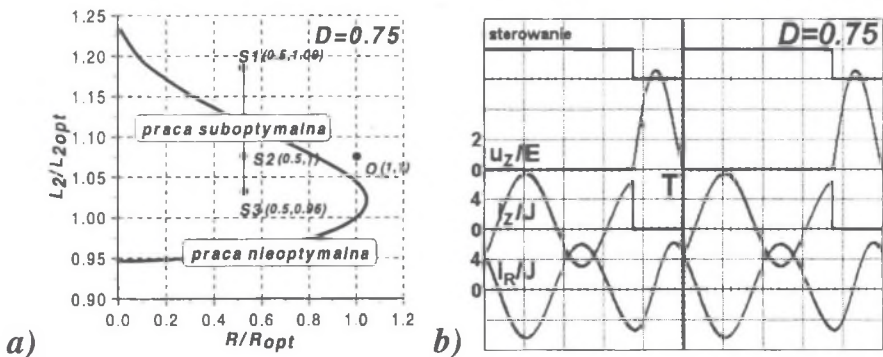 D=0.75
1.25
1.20
1.15
1.10
1.05
1.00
0.95
0.90
L2/L2opt
S1(0.5,1.09)
praca suboptymalna
S2(0.5,1)
O(1,1)
S3(0.5,0.96)
praca nieoptymalna
0.0 0.2 0.4 0.6 0.8 1.0 1.2
R/Ropt
a)
sterowanie
D=0.75
2
uZ/E
0
T
4
iZ/J
0
4
iR/J
0
b)